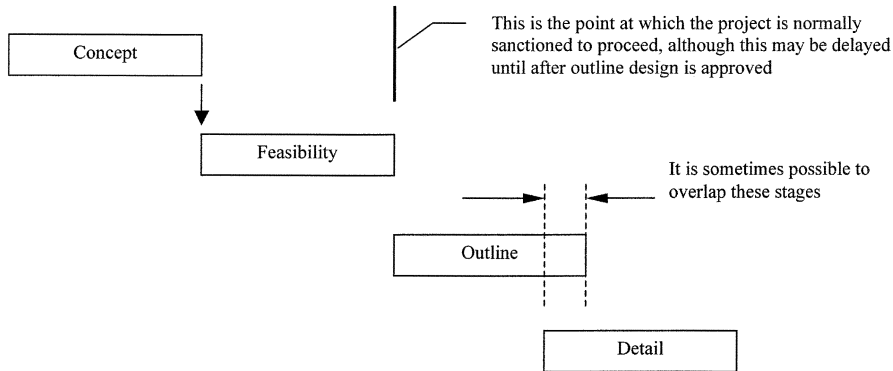 This is the point at which the project is normally
sanctioned to proceed, although this may be delayed
until after outline design is approved
Concept
Feasibility
It is sometimes possible to
overlap these stages
Outline
Detail